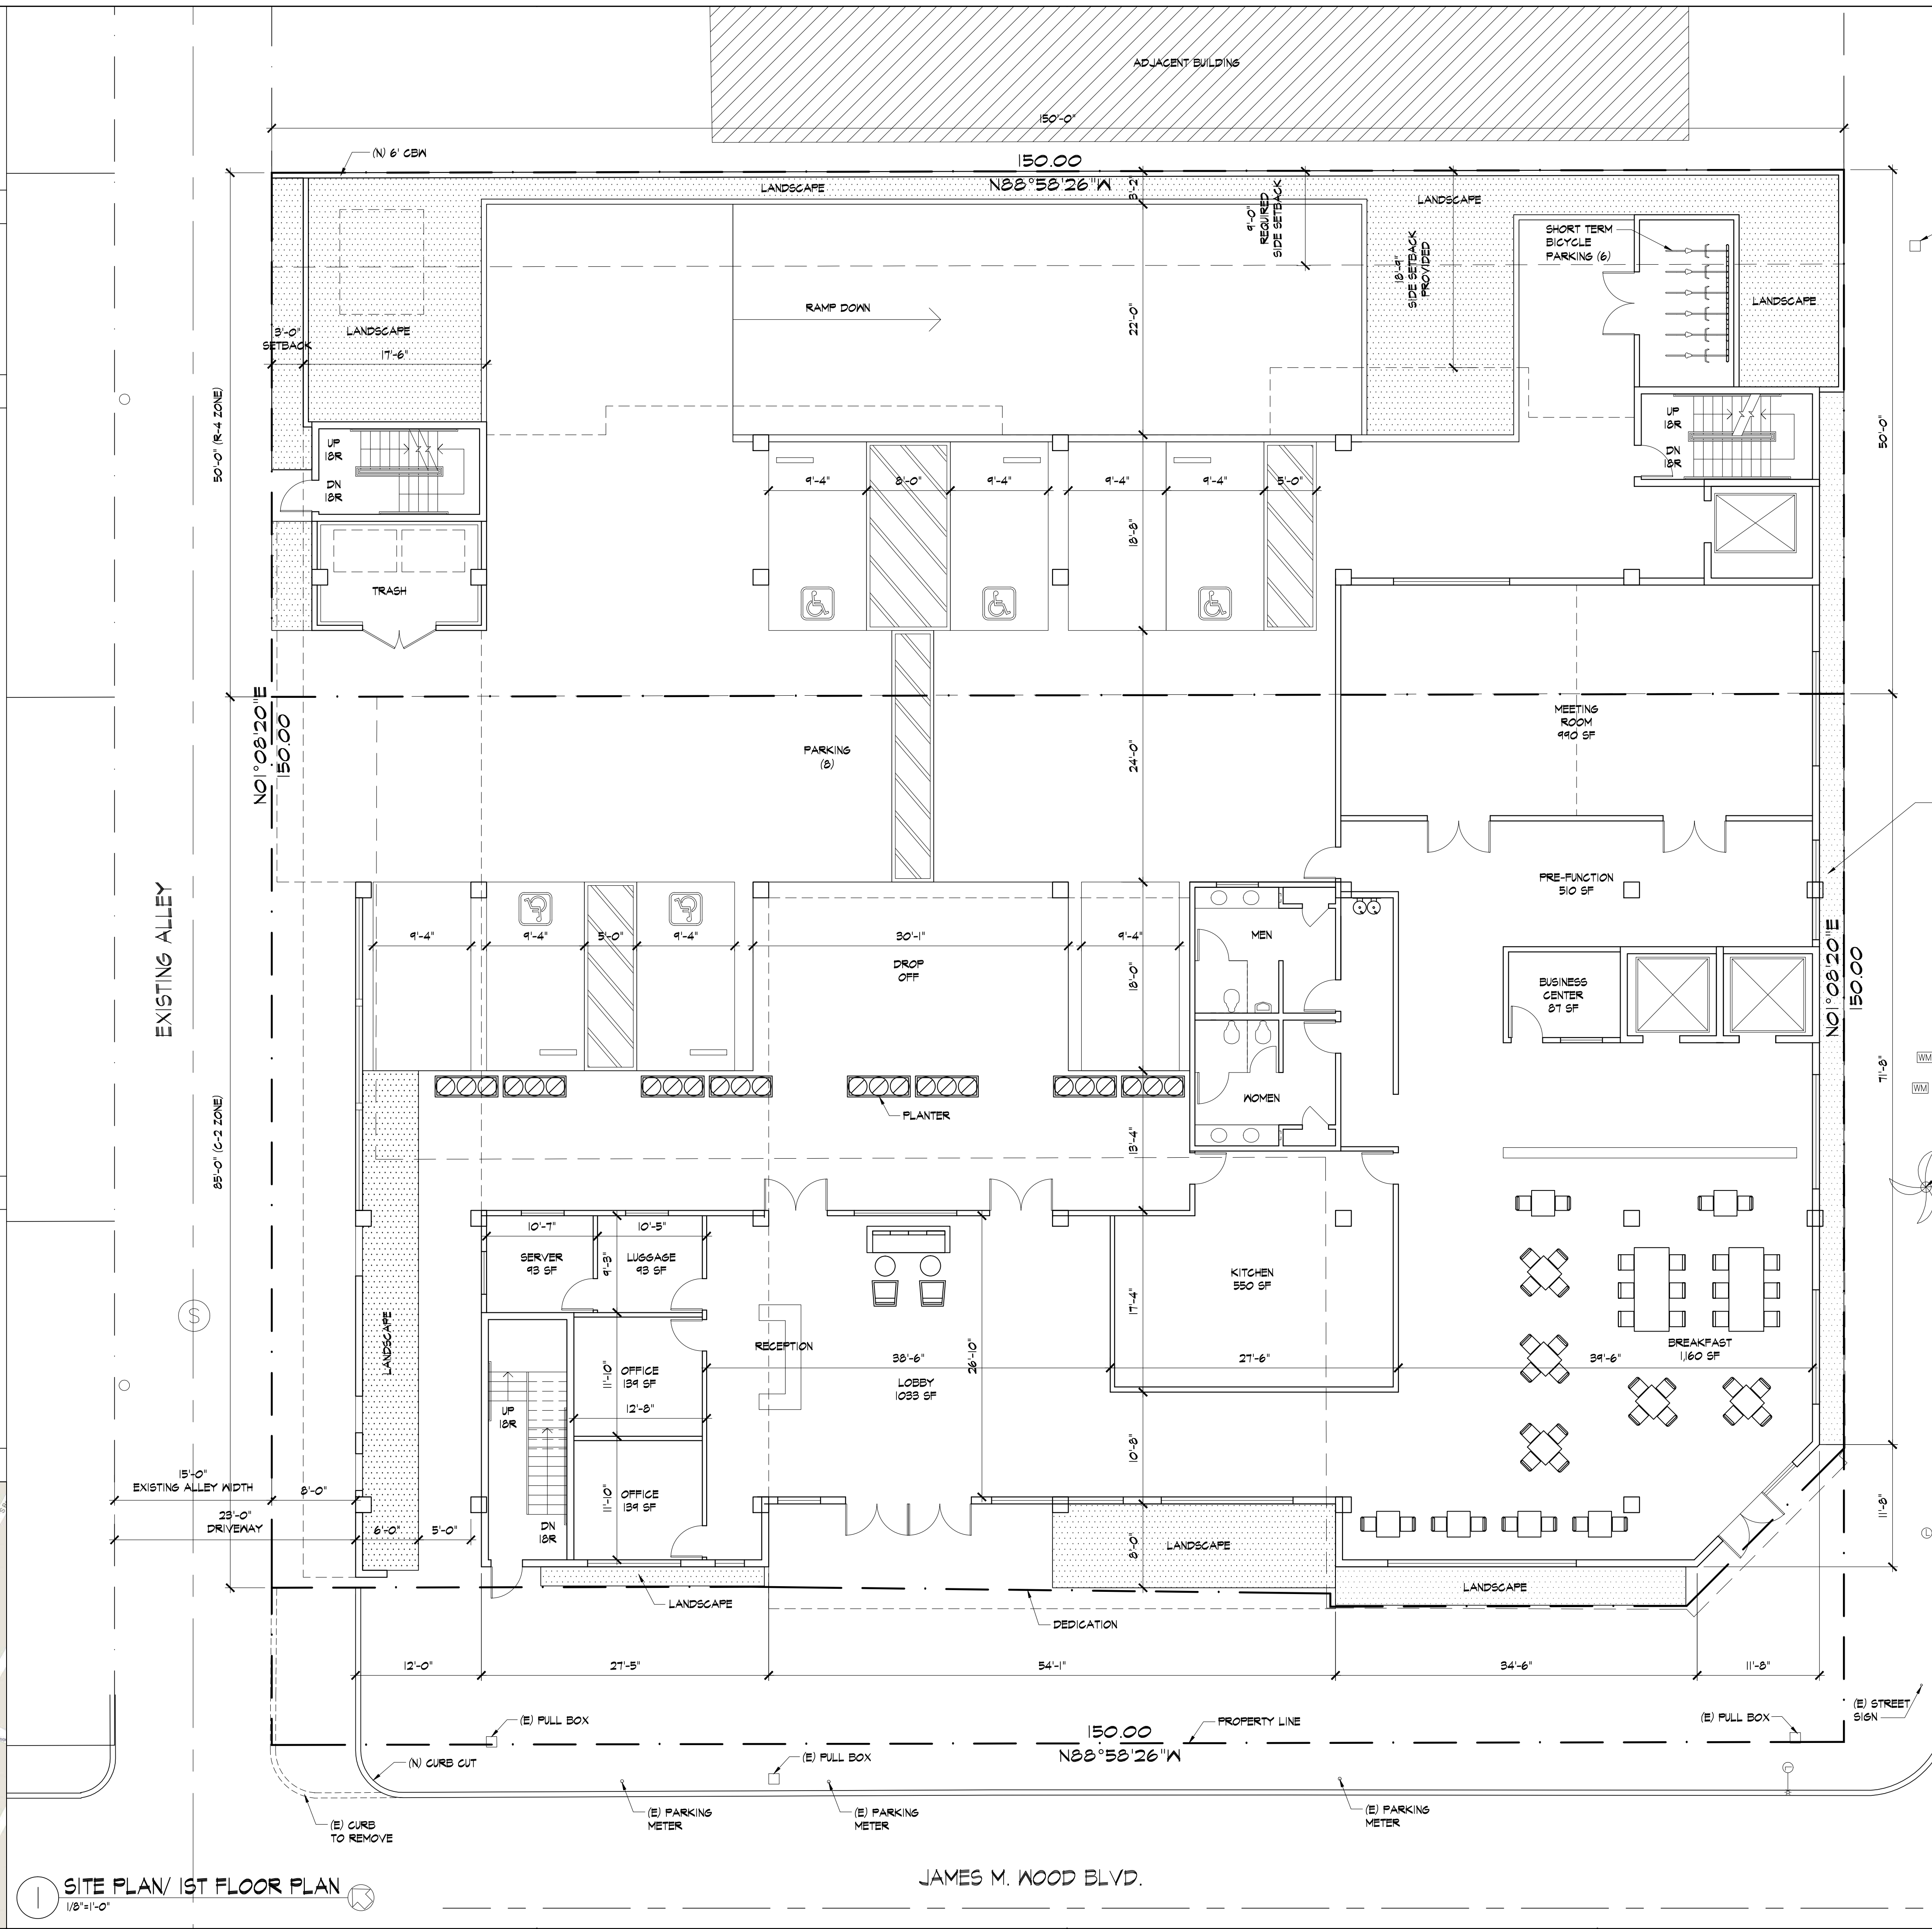 ADJACENT BUILDING
150'-0"
(N) 6' CBW
150.00
N88°58'26"W
LANDSCAPE
3'-2"
9'-0"
REQUIRED
SIDE SETBACK
LANDSCAPE
18'-9"
SIDE SETBACK
PROVIDED
SHORT TERM
BICYCLE
PARKING (6)
LANDSCAPE
RAMP DOWN
22'-0"
3'-0"
SETBACK
LANDSCAPE
17'-6"
50'-0" (R-4 ZONE)
50'-0"
UP
18R
DN
18R
UP
18R
DN
18R
9'-4"
8'-0"
9'-4"
9'-4"
9'-4"
5'-0"
18'-8"
TRASH
N01°08'20"E
150.00
PARKING
(8)
24'-0"
MEETING
ROOM
990 SF
PRE-FUNCTION
510 SF
EXISTING ALLEY
9'-4"
9'-4"
5'-0"
9'-4"
30'-1"
9'-4"
DROP
OFF
18'-0"
MEN
BUSINESS
CENTER
87 SF
N01°08'20"E
150.00
WM
WM
71'-8"
85'-0" (C-2 ZONE)
PLANTER
WOMEN
13'-4"
10'-7"
10'-5"
SERVER
93 SF
9'-3"
LUGGAGE
93 SF
KITCHEN
550 SF
17'-4"
S
LANDSCAPE
RECEPTION
38'-6"
26'-10"
27'-6"
39'-6"
BREAKFAST
1,160 SF
LOBBY
1033 SF
11'-10"
OFFICE
139 SF
12'-8"
UP
18R
10'-8"
11'-10"
OFFICE
139 SF
DN
18R
15'-0"
EXISTING ALLEY WIDTH
8'-0"
23'-0"
DRIVEWAY
6'-0"
5'-0"
8'-0"
LANDSCAPE
11'-8"
L
LANDSCAPE
LANDSCAPE
DEDICATION
12'-0"
27'-5"
54'-1"
34'-6"
11'-8"
(E) PULL BOX
150.00
PROPERTY LINE
N88°58'26"W
(E) PULL BOX
(E) STREET
SIGN
(N) CURB CUT
(E) PULL BOX
(E) CURB
TO REMOVE
(E) PARKING
METER
(E) PARKING
METER
(E) PARKING
METER
JAMES M. WOOD BLVD.
1
SITE PLAN/ 1ST FLOOR PLAN
1/8"=1'-0"